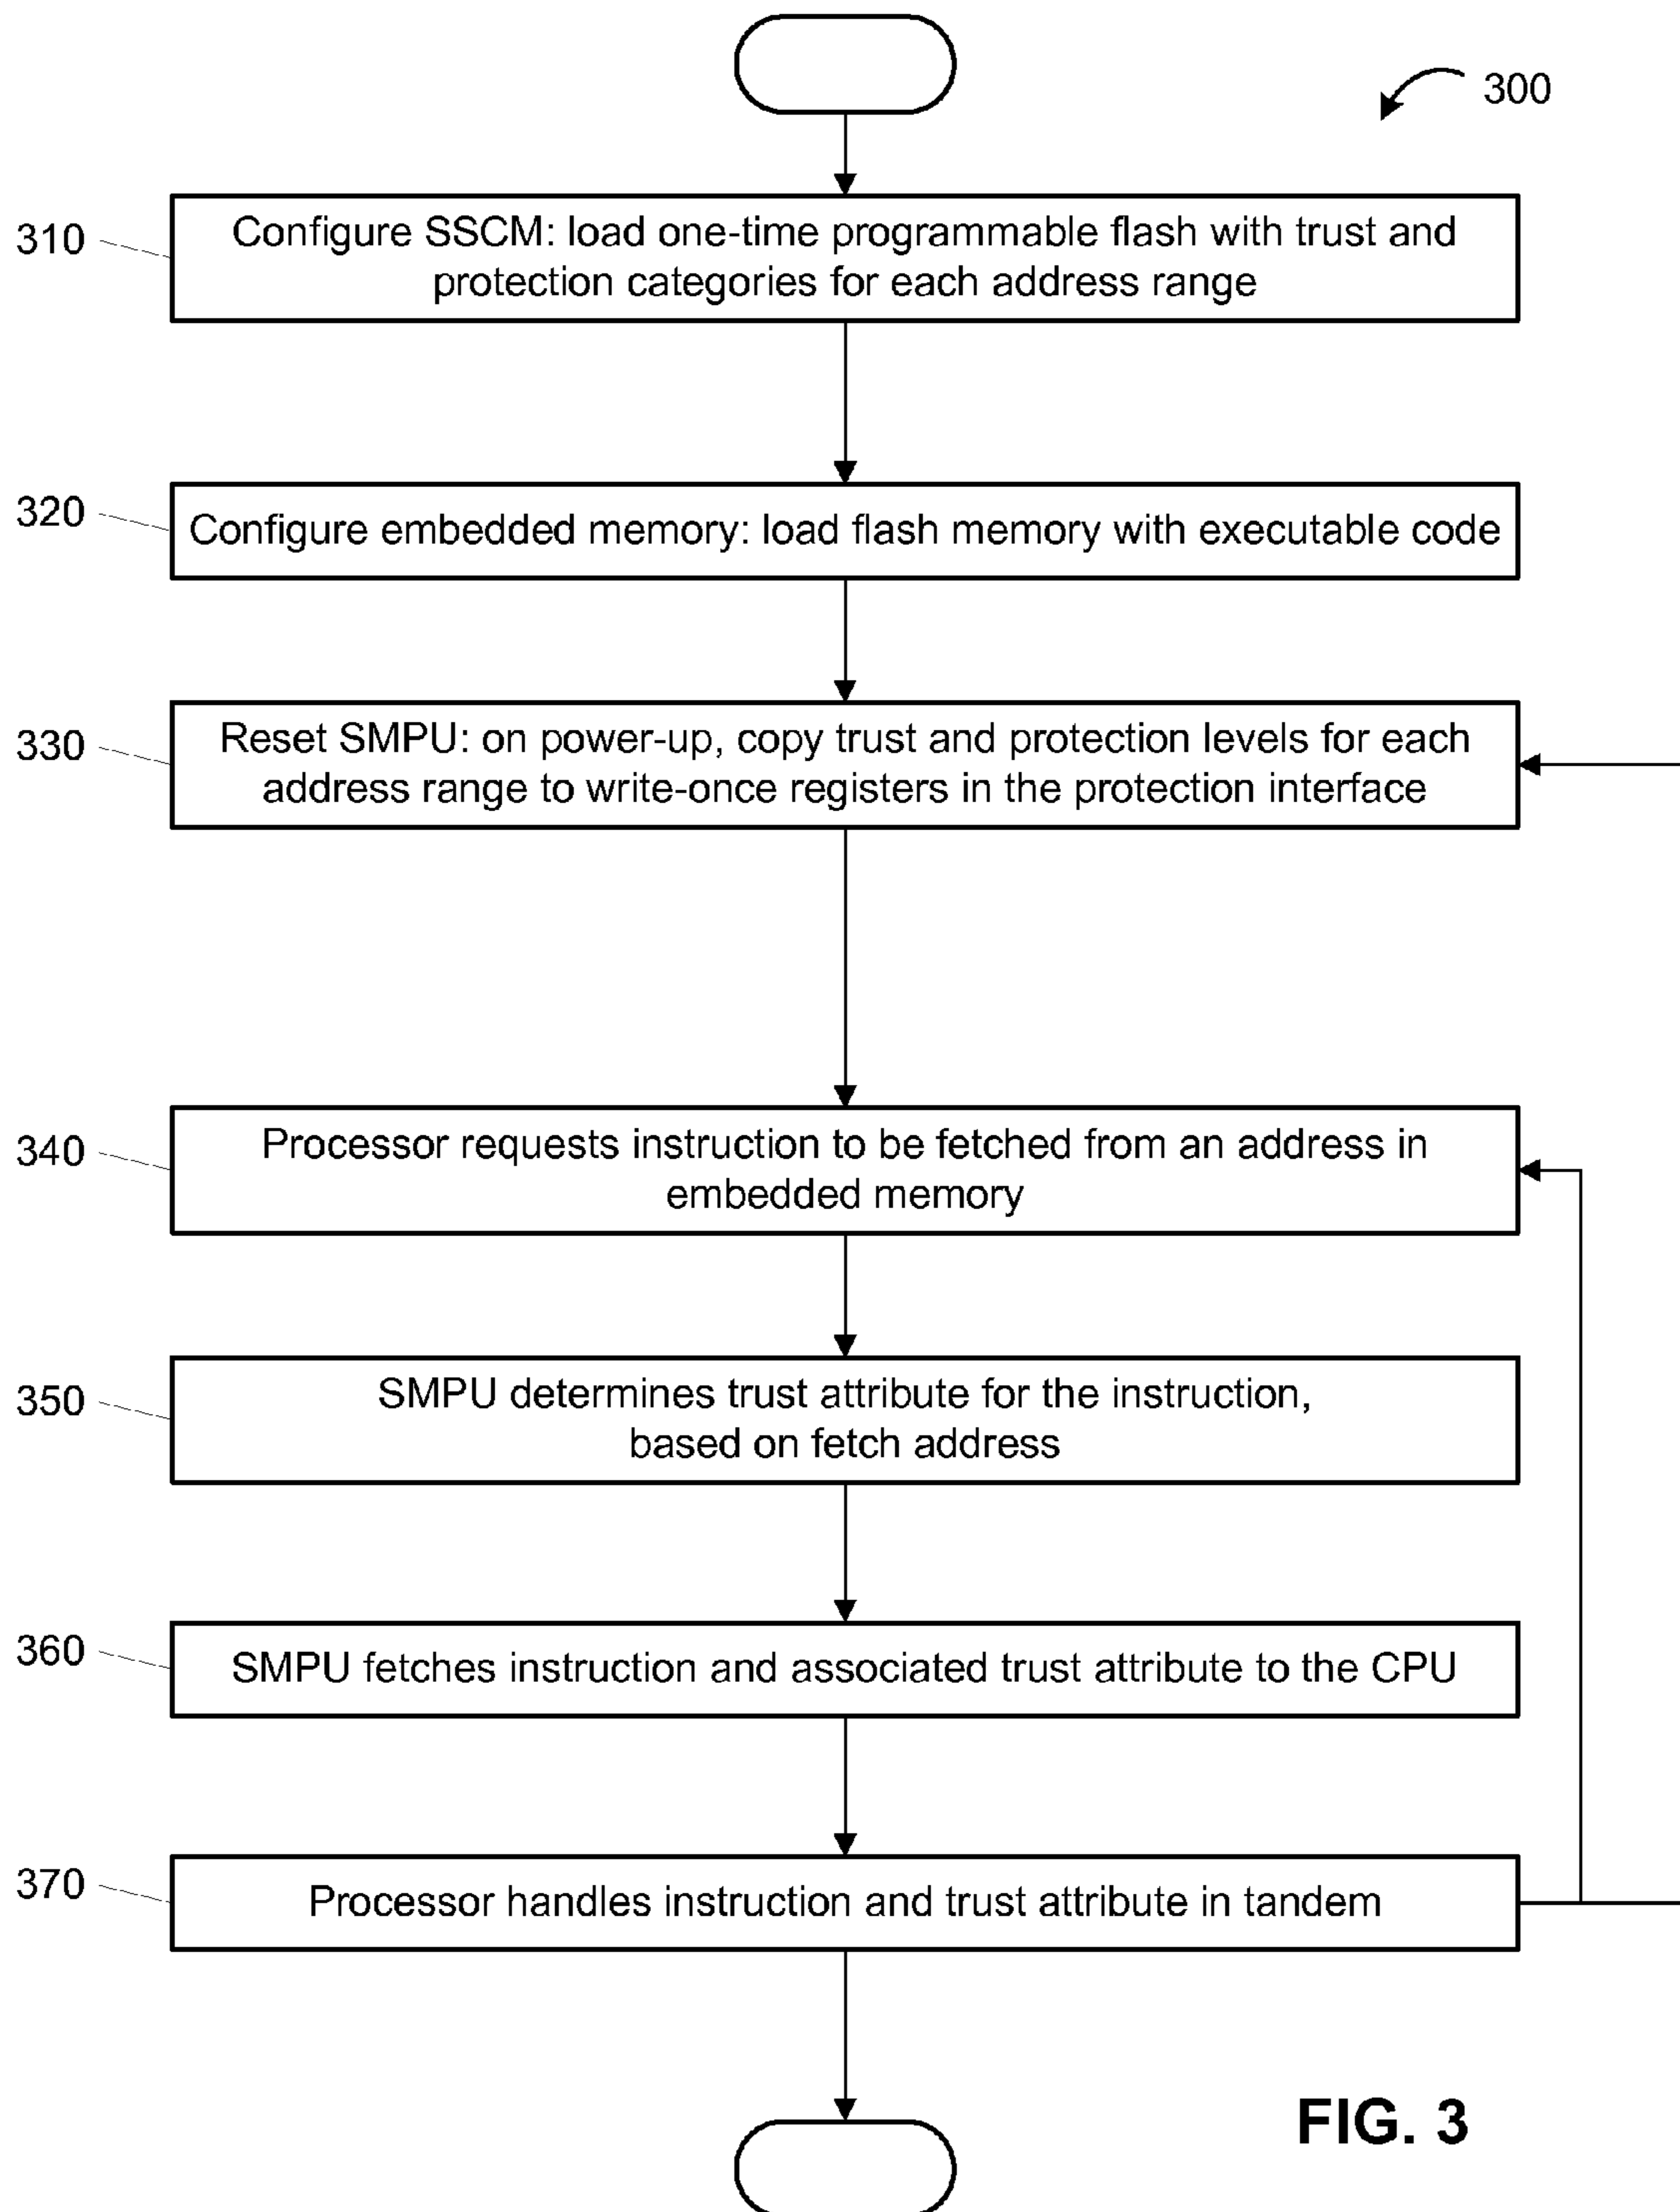 300
310
Configure SSCM: load one-time programmable flash with trust and
protection categories for each address range
320
Configure embedded memory: load flash memory with executable code
330
Reset SMPU: on power-up, copy trust and protection levels for each
address range to write-once registers in the protection interface
340
Processor requests instruction to be fetched from an address in
embedded memory
350
SMPU determines trust attribute for the instruction,
based on fetch address
360
SMPU fetches instruction and associated trust attribute to the CPU
370
Processor handles instruction and trust attribute in tandem
FIG. 3